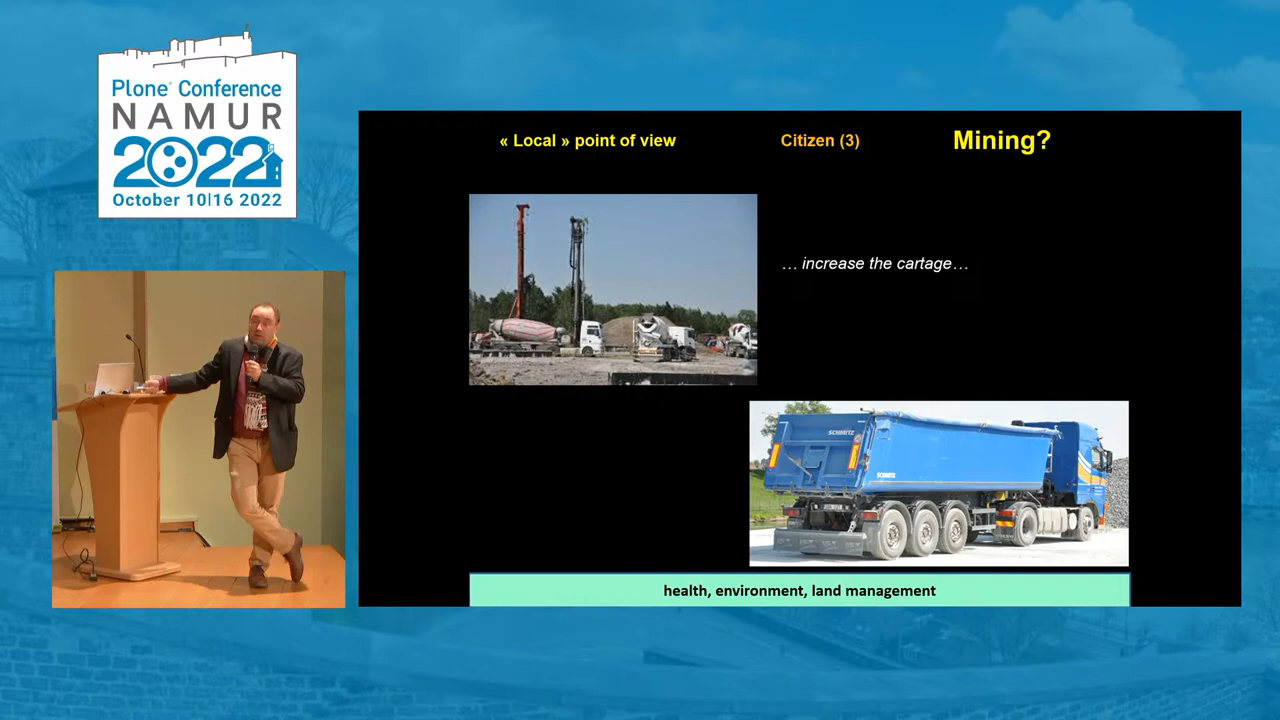 Plone® Conference
NAMUR
2022
October 10|16 2022
« Local » point of view
Citizen (3)
Mining?
… increase the cartage…
SCHMITZ
SCHMITZ
health, environment, land management